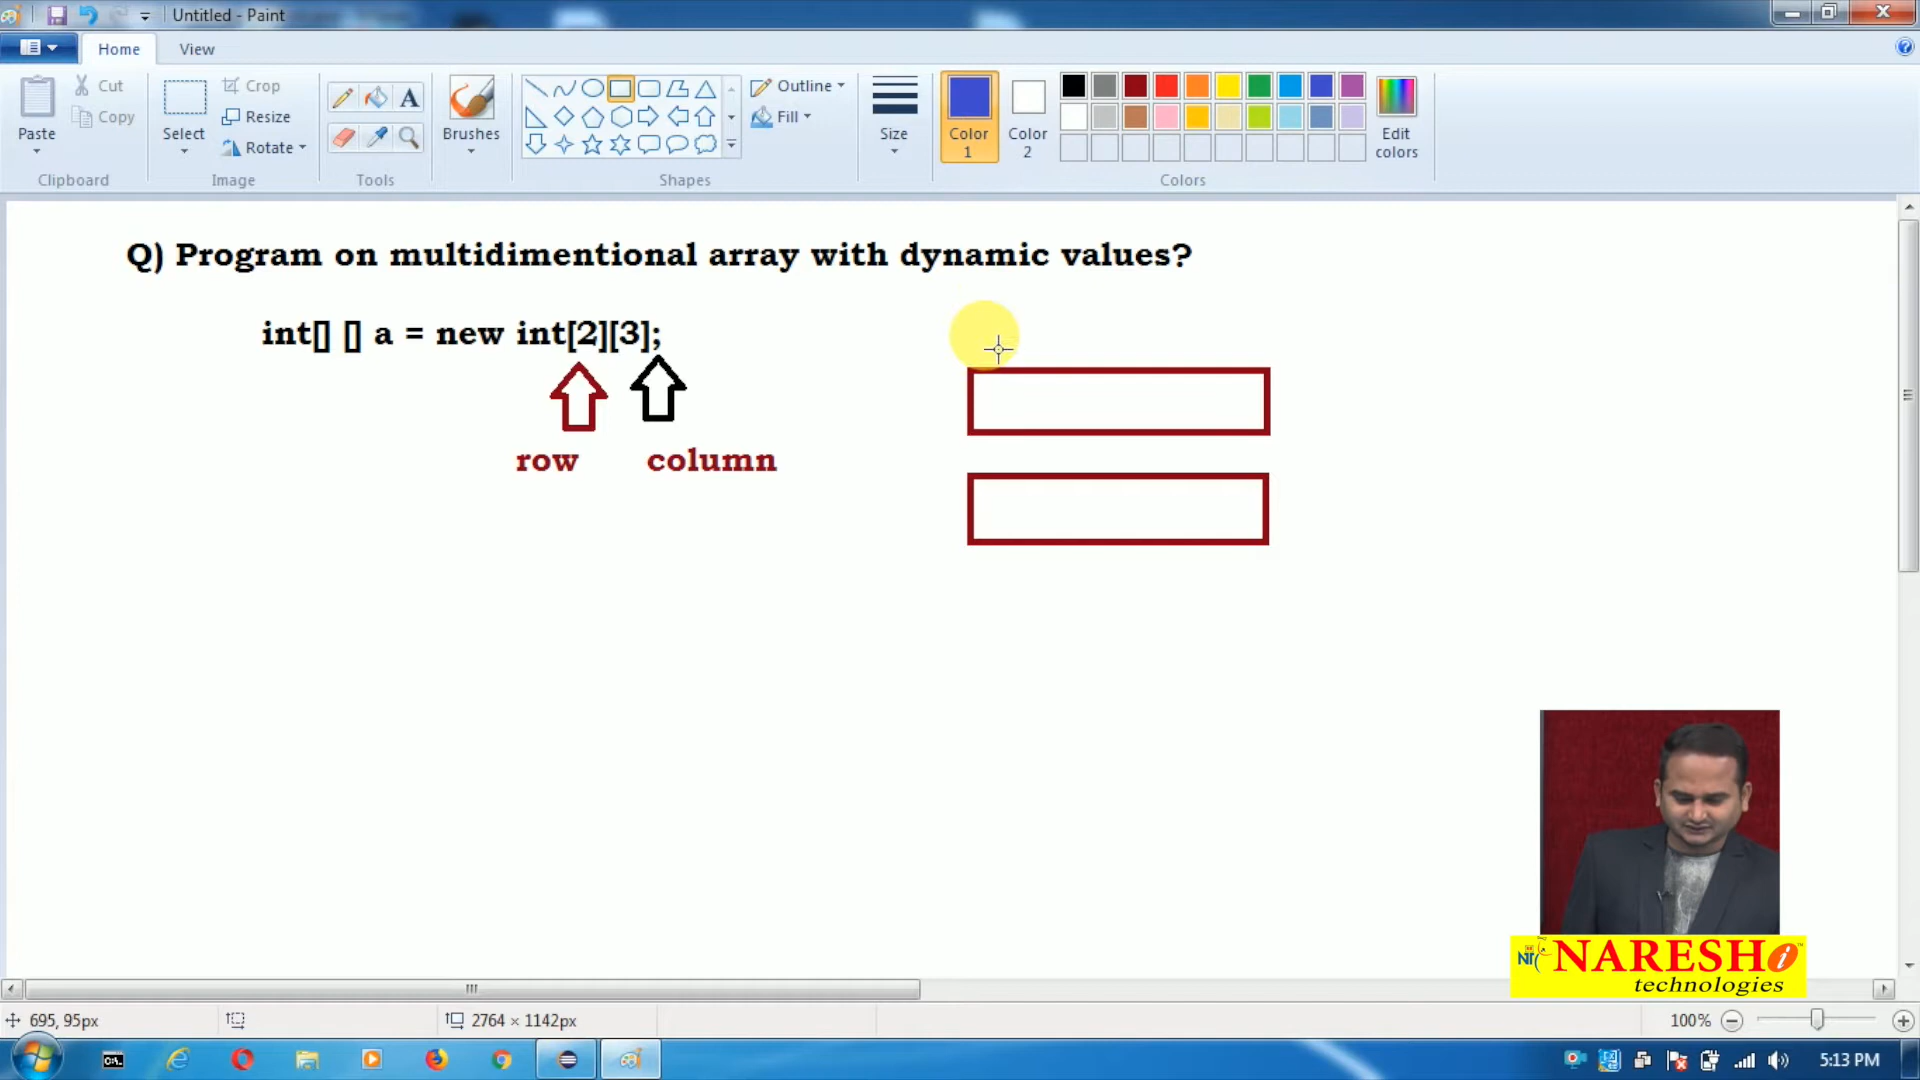 Untitled - Paint
Home
View
Paste
Cut
Copy
Clipboard
Select
Crop
Resize
Rotate
Image
A
Tools
Brushes
Shapes
Outline
Fill
Size
Color 1
Color 2
Edit colors
Colors
Q) Program on multidimentional array with dynamic values?
int[] [] a = new int[2][3];
row column
NARESH i
technologies
695, 95px
2764 × 1142px
100%
5:13 PM